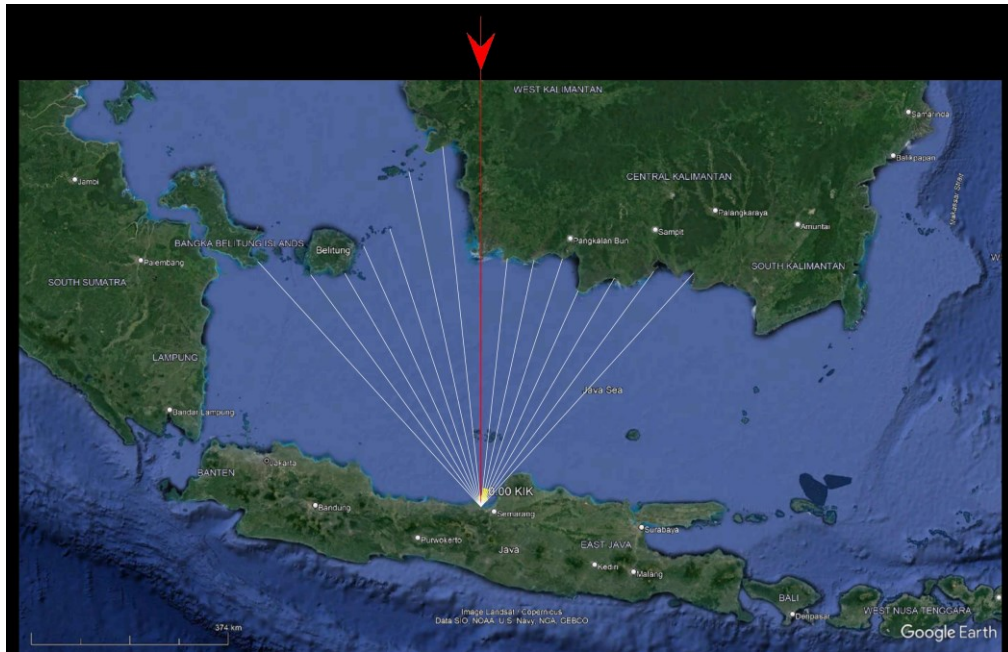 WEST KALIMANTAN
Samarinda
Balikpapan
Makassar Strait
Jambi
CENTRAL KALIMANTAN
Palangkaraya
Sampit
Amuntai
Pangkalan Bun
BANGKA BELITUNG ISLANDS
Belitung
Palembang
SOUTH SUMATRA
SOUTH KALIMANTAN
W
LAMPUNG
Java Sea
Bandar Lampung
BANTEN
Jakarta
0:00 KIK
Bandung
Semarang
Surabaya
Purwokerto
Java
EAST JAVA
Kediri
Malang
BALI
Denpasar
WEST NUSA TENGGARA
Image Landsat / Copernicus
Data SIO, NOAA, U.S. Navy, NGA, GEBCO
374 km
Google Earth